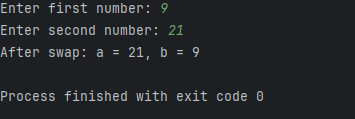 Enter first number: 9
Enter second number: 21
After swap: a = 21, b = 9
Process finished with exit code 0